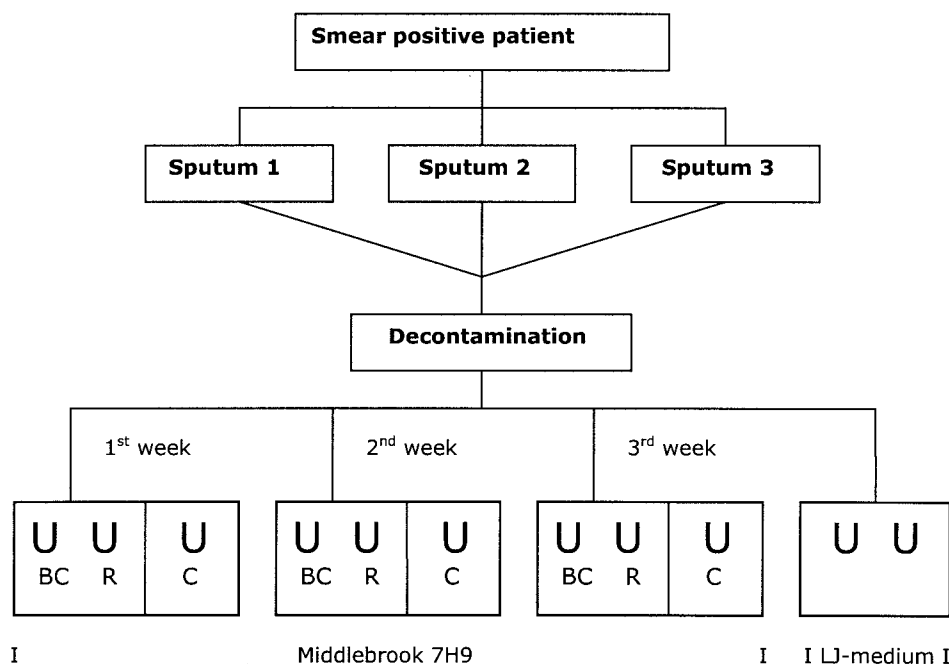 Smear positive patient
Sputum 1 Sputum 2 Sputum 3
Decontamination
1st week 2nd week 3rd week
U U U U U U U U U U U
BC R C BC R C BC R C
I Middlebrook 7H9 I I LJ-medium I